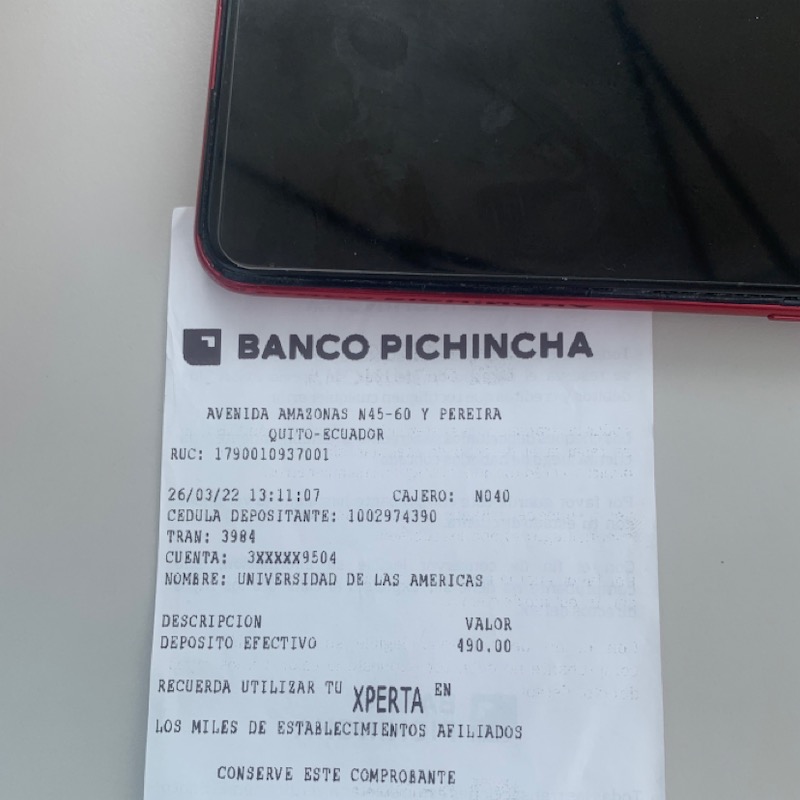 BANCO PICHINCHA
AVENIDA AMAZONAS N45-60 Y PEREIRA
QUITO-ECUADOR
RUC: 1790010937001
26/03/22 13:11:07 CAJERO: N040
CEDULA DEPOSITANTE: 1002974390
TRAN: 3984
CUENTA: 3XXXXX9504
NOMBRE: UNIVERSIDAD DE LAS AMERICAS
DESCRIPCION VALOR
DEPOSITO EFECTIVO 490.00
RECUERDA UTILIZAR TU XPERTA EN
LOS MILES DE ESTABLECIMIENTOS AFILIADOS
CONSERVE ESTE COMPROBANTE